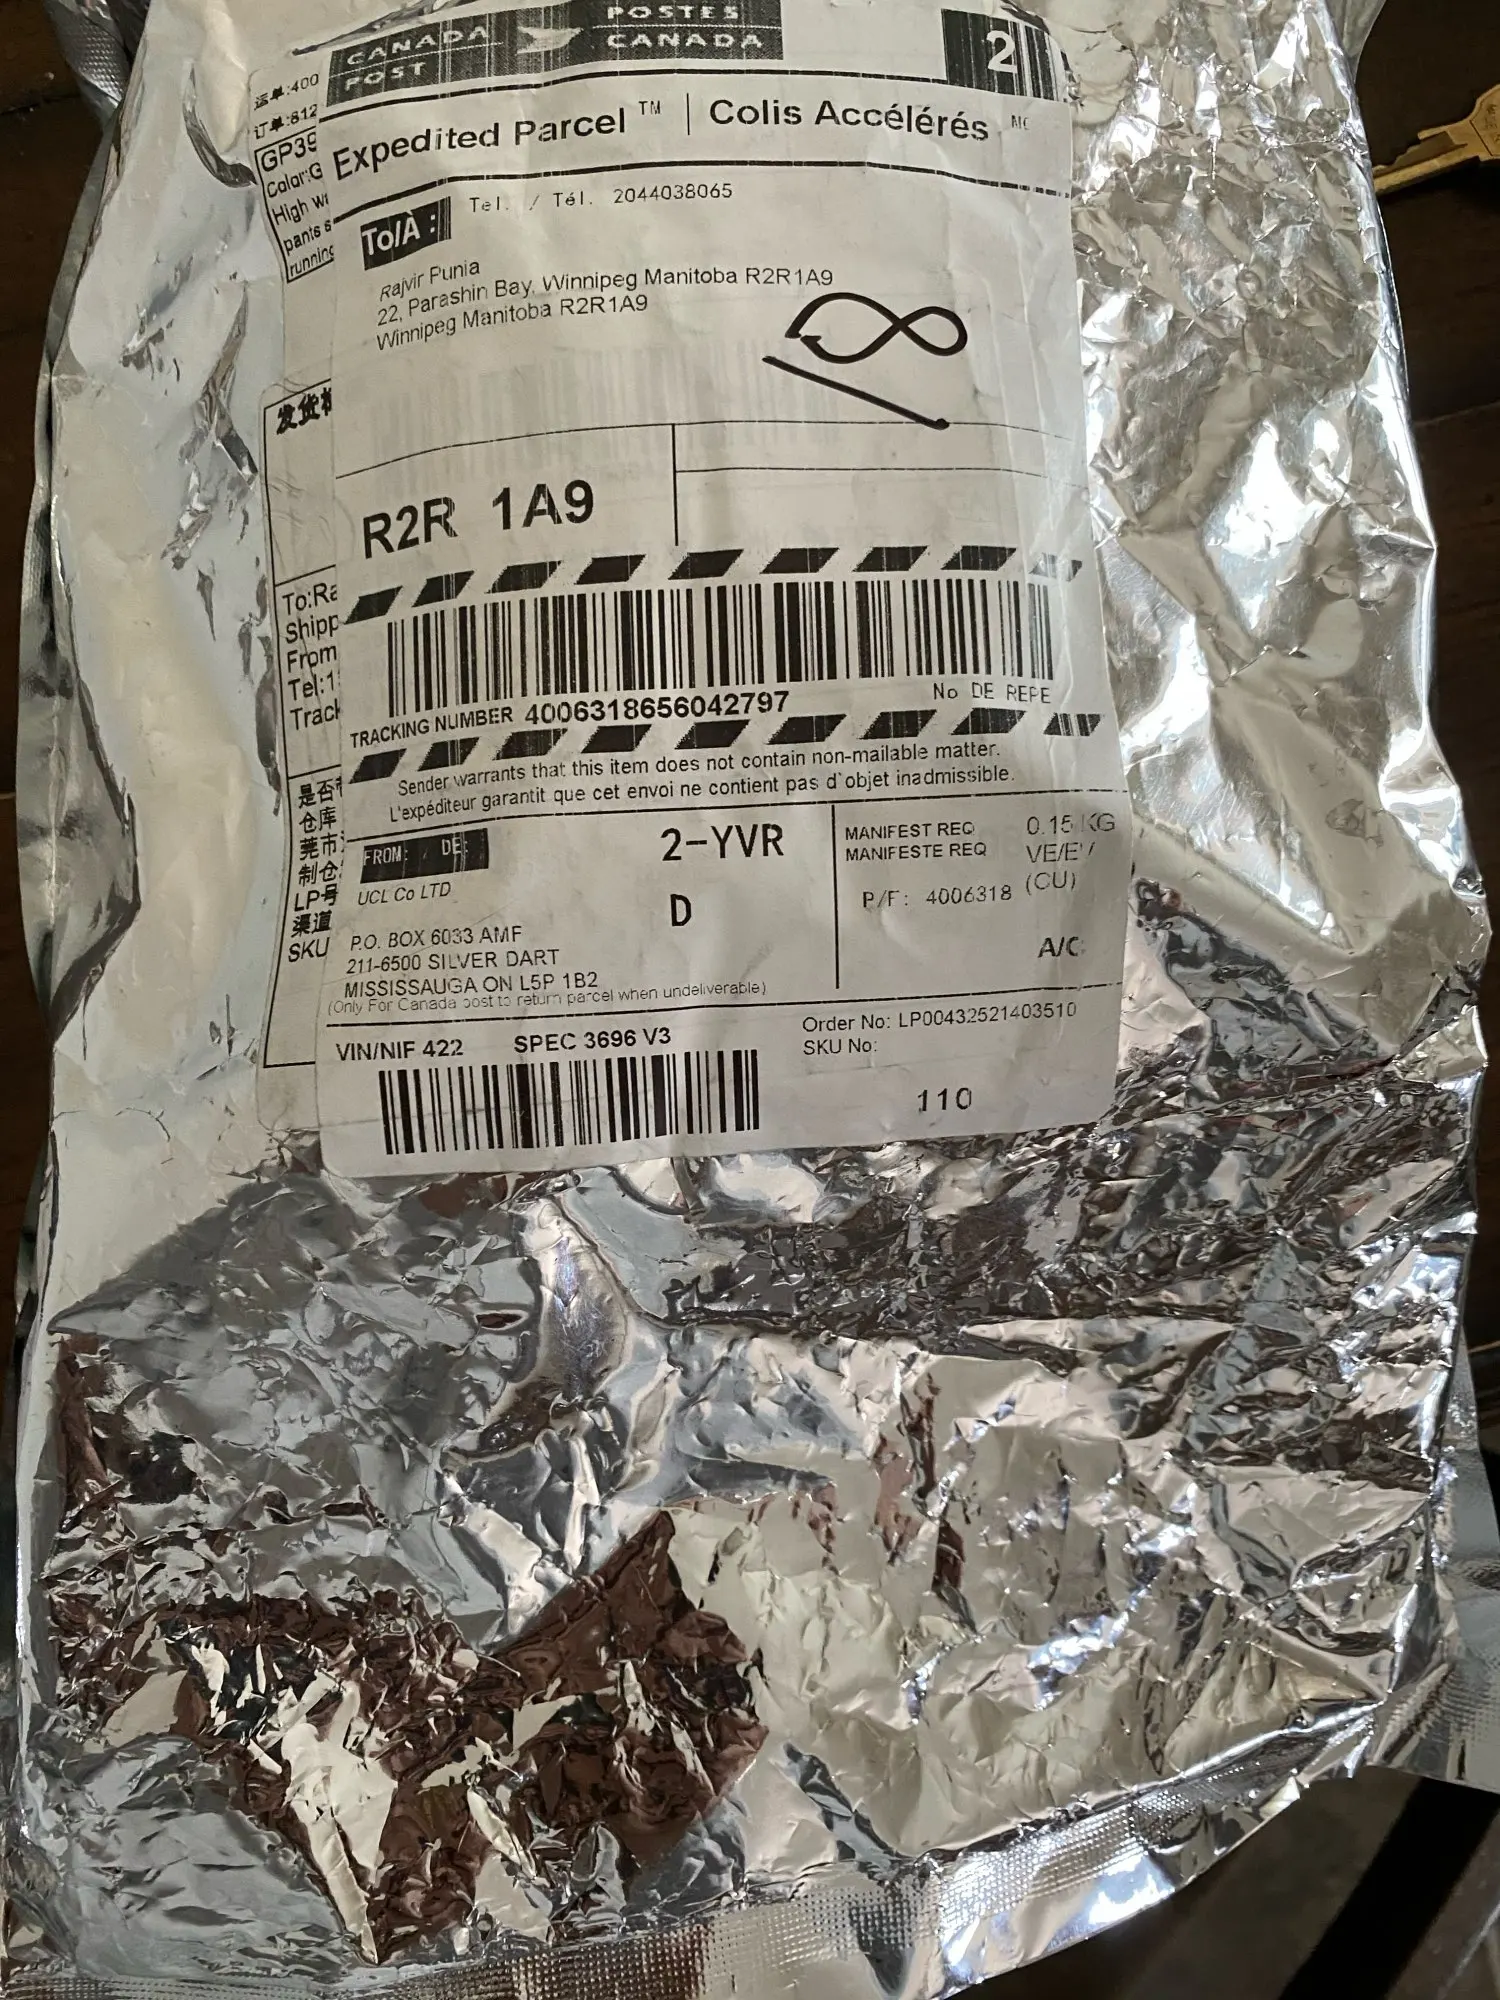 CANADA POST
POSTES CANADA
2
运单:400
订单:812
GP39
Color:G
High wi
pants s
running
Expedited Parcel ™ | Colis Accélérés MC
Tel. / Tél. 2044038065
To/À :
Rajvir Punia
22, Parashin Bay, Winnipeg Manitoba R2R1A9
Winnipeg Manitoba R2R1A9
发货
R2R 1A9
To:Ra
Shipp
From
Tel:1
Track
TRACKING NUMBER 4006318656042797
No DE REPE
Sender warrants that this item does not contain non-mailable matter.
L'expéditeur garantit que cet envoi ne contient pas d`objet inadmissible.
是否
仓库
莞市
制仓
LP号
渠道
SKU
FROM: / DE:
UCL Co LTD
2-YVR
D
MANIFEST REQ 0.15 KG
MANIFESTE REQ VE/EV
(CU)
P/F: 4006318
A/C:
P.O. BOX 6033 AMF
211-6500 SILVER DART
MISSISSAUGA ON L5P 1B2
(Only For Canada post to return parcel when undeliverable)
VIN/NIF 422 SPEC 3696 V3
Order No: LP00432521403510
SKU No:
110